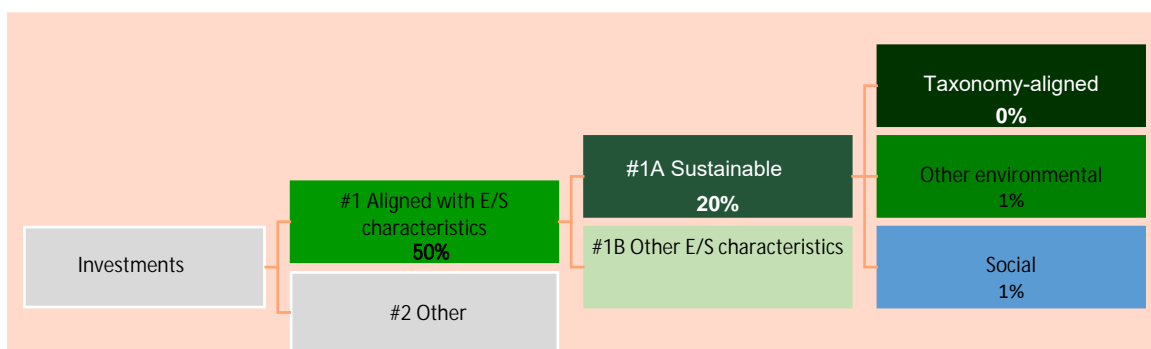 Investments
#1 Aligned with E/S
characteristics
50%
#2 Other
#1A Sustainable
20%
#1B Other E/S characteristics
Taxonomy-aligned
0%
Other environmental
1%
Social
1%